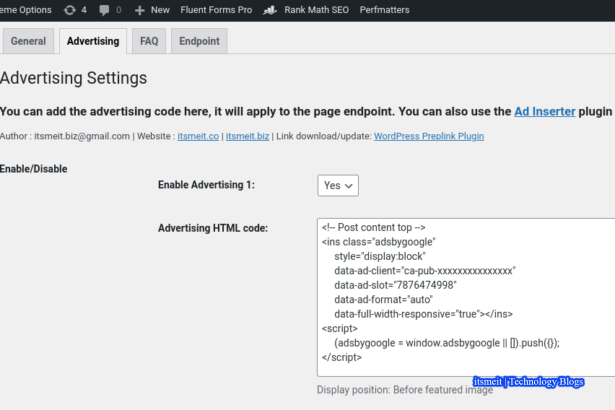 eme Options 4 0 New Fluent Forms Pro Rank Math SEO Perfmatters
General Advertising FAQ Endpoint
Advertising Settings
You can add the advertising code here, it will apply to the page endpoint. You can also use the Ad Inserter plugin
Author : itsmeit.biz@gmail.com | Website : itsmeit.co | itsmeit.biz | Link download/update: WordPress Preplink Plugin
Enable/Disable
Enable Advertising 1: Yes
Advertising HTML code:
<!-- Post content top -->
<ins class="adsbygoogle"
style="display:block"
data-ad-client="ca-pub-xxxxxxxxxxxxxxx"
data-ad-slot="7876474998"
data-ad-format="auto"
data-full-width-responsive="true"></ins>
<script>
(adsbygoogle = window.adsbygoogle || []).push({});
</script>
itsmeit | Technology Blogs
Display position: Before featured image